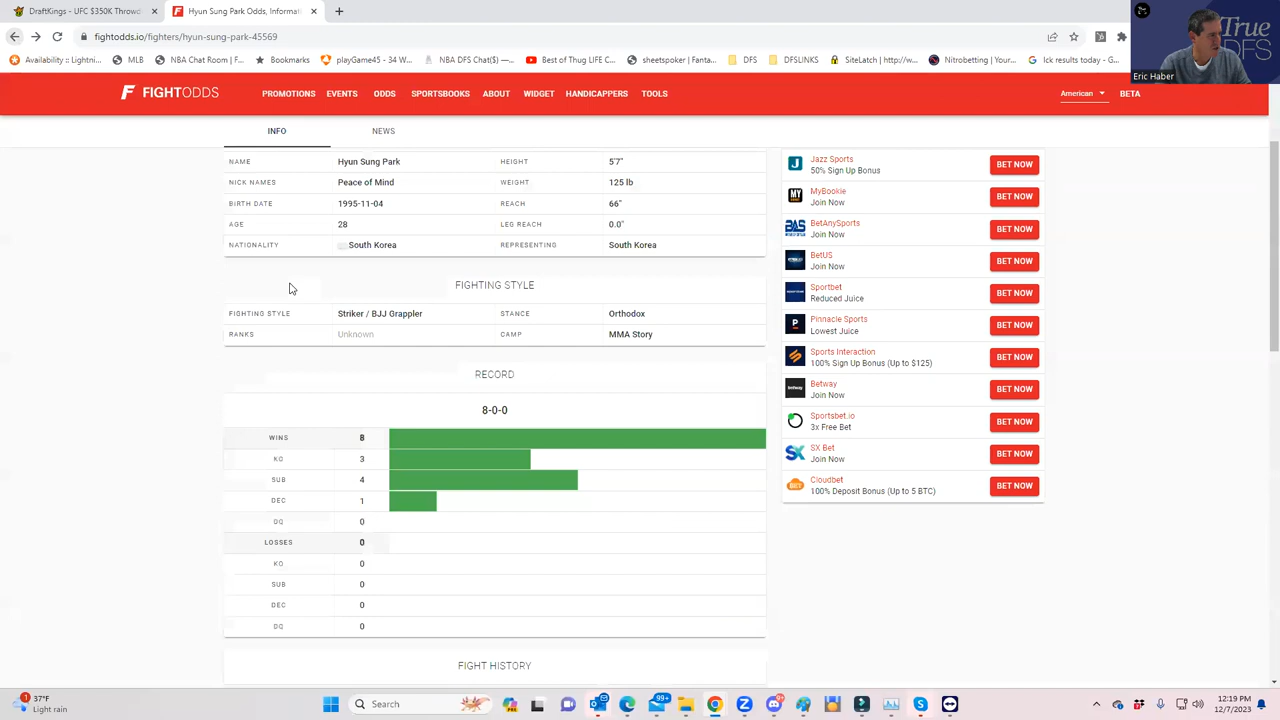 DraftKings - UFC $350K Throwd
Hyun Sung Park Odds, Informati
fightodds.io/fighters/hyun-sung-park-45569
Availability :: Lightni...
MLB
NBA Chat Room | F...
Bookmarks
playGame45 - 34 W...
NBA DFS Chat($) —...
Best of Thug LIFE C...
sheetspoker | Fanta...
DFS
DFSLINKS
SiteLatch | http://w...
Nitrobetting | Your...
Ick results today - G...
True
DFS
Eric Haber
FIGHTODDS
PROMOTIONS
EVENTS
ODDS
SPORTSBOOKS
ABOUT
WIDGET
HANDICAPPERS
TOOLS
American
BETA
INFO
NEWS
NAME Hyun Sung Park HEIGHT 5'7"
NICK NAMES Peace of Mind WEIGHT 125 lb
BIRTH DATE 1995-11-04 REACH 66"
AGE 28 LEG REACH 0.0"
NATIONALITY South Korea REPRESENTING South Korea
FIGHTING STYLE
FIGHTING STYLE Striker / BJJ Grappler STANCE Orthodox
RANKS Unknown CAMP MMA Story
RECORD
8-0-0
WINS 8
KO 3
SUB 4
DEC 1
DQ 0
LOSSES 0
KO 0
SUB 0
DEC 0
DQ 0
FIGHT HISTORY
Jazz Sports
50% Sign Up Bonus
BET NOW
MyBookie
Join Now
BET NOW
BetAnySports
Join Now
BET NOW
BetUS
Join Now
BET NOW
Sportbet
Reduced Juice
BET NOW
Pinnacle Sports
Lowest Juice
BET NOW
Sports Interaction
100% Sign Up Bonus (Up to $125)
BET NOW
Betway
Join Now
BET NOW
Sportsbet.io
3x Free Bet
BET NOW
SX Bet
Join Now
BET NOW
Cloudbet
100% Deposit Bonus (Up to 5 BTC)
BET NOW
1
37°F
Light rain
Search
99+
12:19 PM
12/7/2023